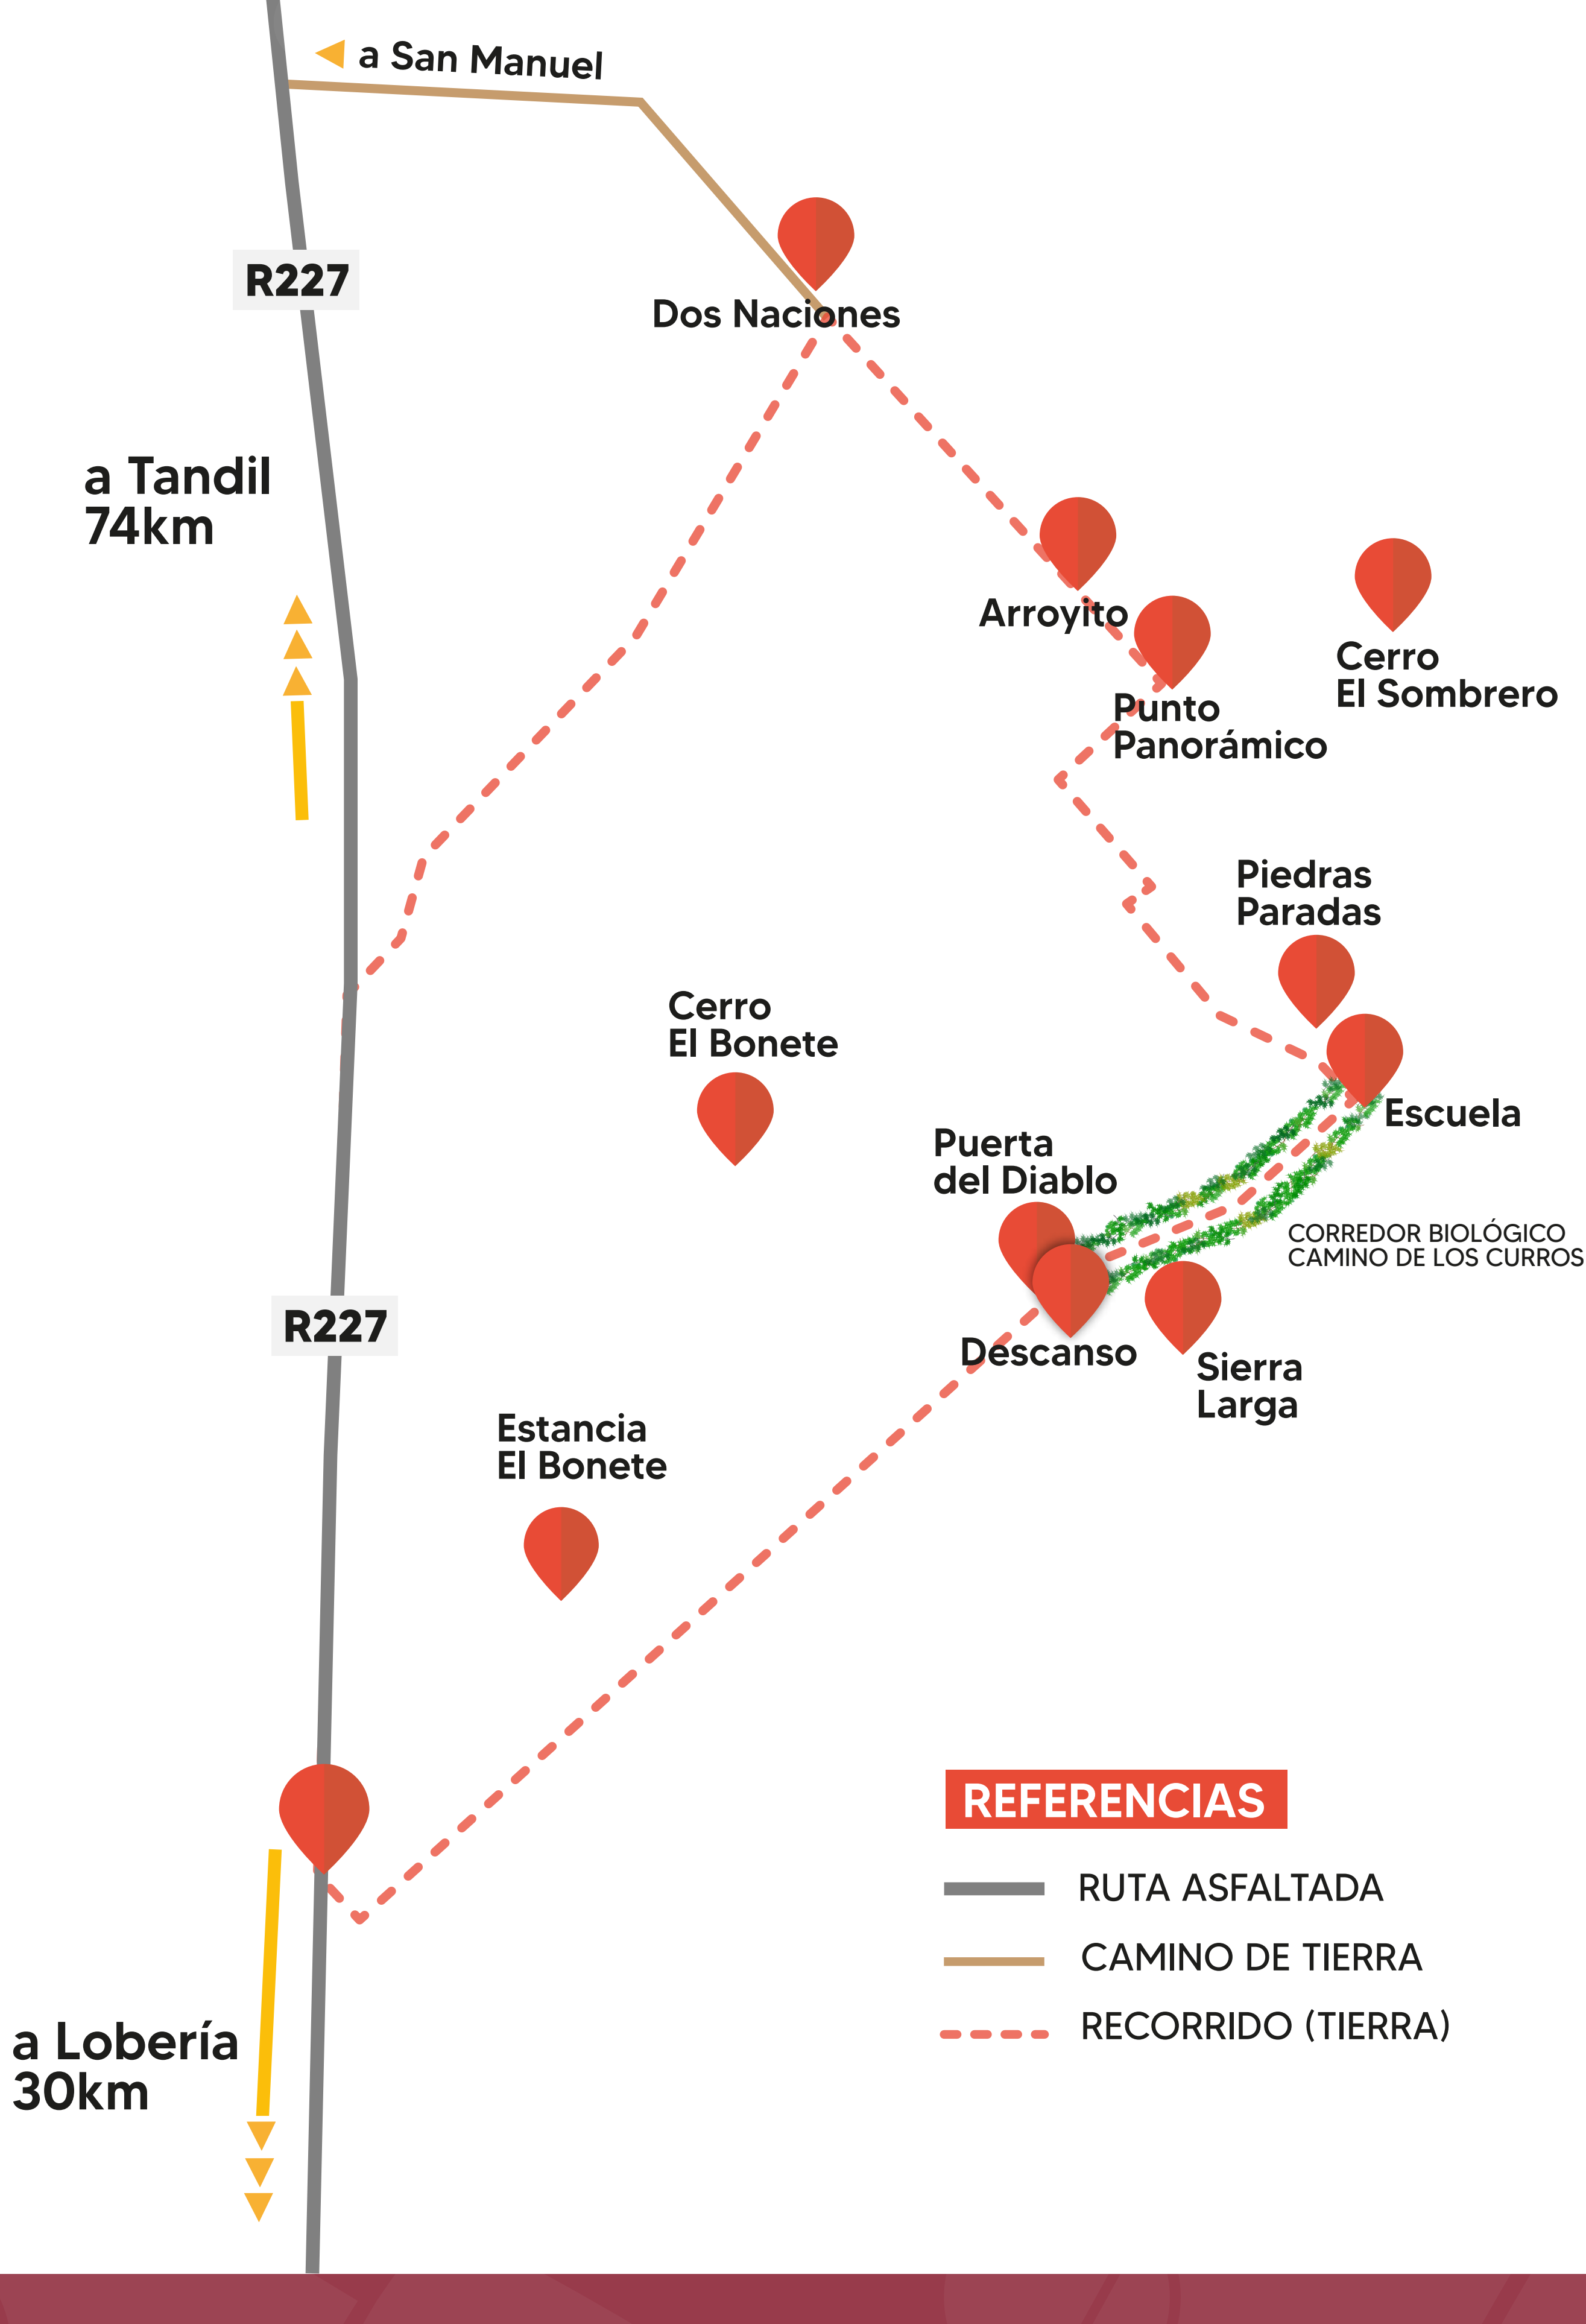 a San Manuel
R227
Dos Naciones
a Tandil
74km
Arroyito
Cerro
El Sombrero
Punto
Panorámico
Piedras
Paradas
Cerro
El Bonete
Escuela
Puerta
del Diablo
CORREDOR BIOLÓGICO
CAMINO DE LOS CURROS
R227
Descanso
Sierra
Larga
Estancia
El Bonete
REFERENCIAS
RUTA ASFALTADA
CAMINO DE TIERRA
RECORRIDO (TIERRA)
a Lobería
30km